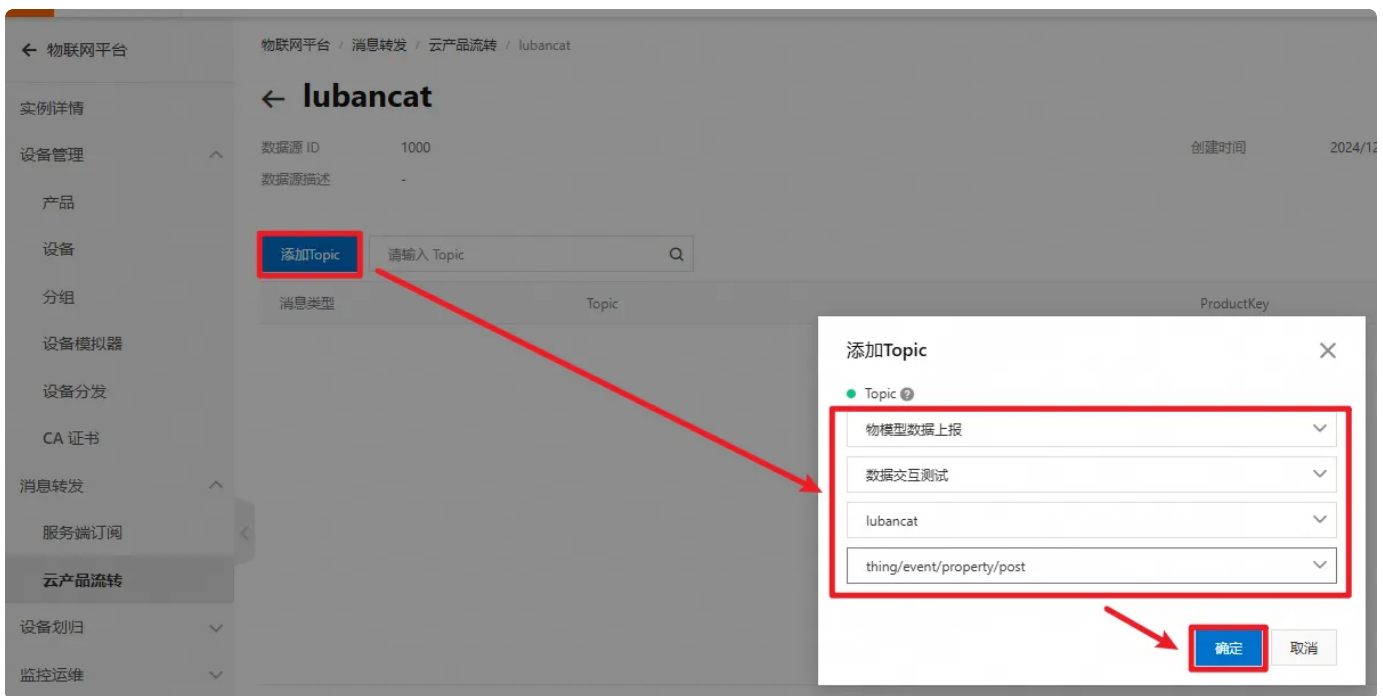 物联网平台
实例详情
设备管理
产品
设备
分组
设备模拟器
设备分发
CA 证书
消息转发
服务端订阅
云产品流转
设备划归
监控运维
物联网平台 / 消息转发 / 云产品流转 / lubancat
lubancat
数据源 ID 1000 创建时间 2024/12
数据源描述 -
添加Topic 请输入 Topic
消息类型 Topic ProductKey
添加Topic
Topic
物模型数据上报
数据交互测试
lubancat
thing/event/property/post
确定 取消